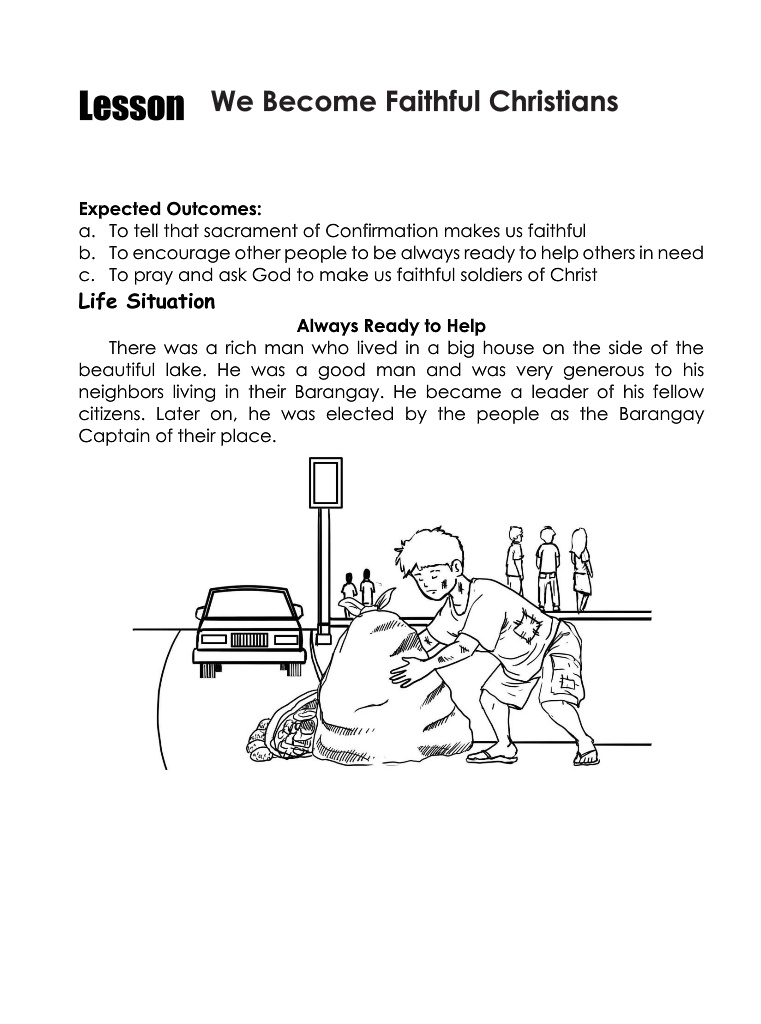 Lesson We Become Faithful Christians
Expected Outcomes:
a. To tell that sacrament of Confirmation makes us faithful
b. To encourage other people to be always ready to help others in need
c. To pray and ask God to make us faithful soldiers of Christ
Life Situation
Always Ready to Help
There was a rich man who lived in a big house on the side of the
beautiful lake. He was a good man and was very generous to his
neighbors living in their Barangay. He became a leader of his fellow
citizens. Later on, he was elected by the people as the Barangay
Captain of their place.